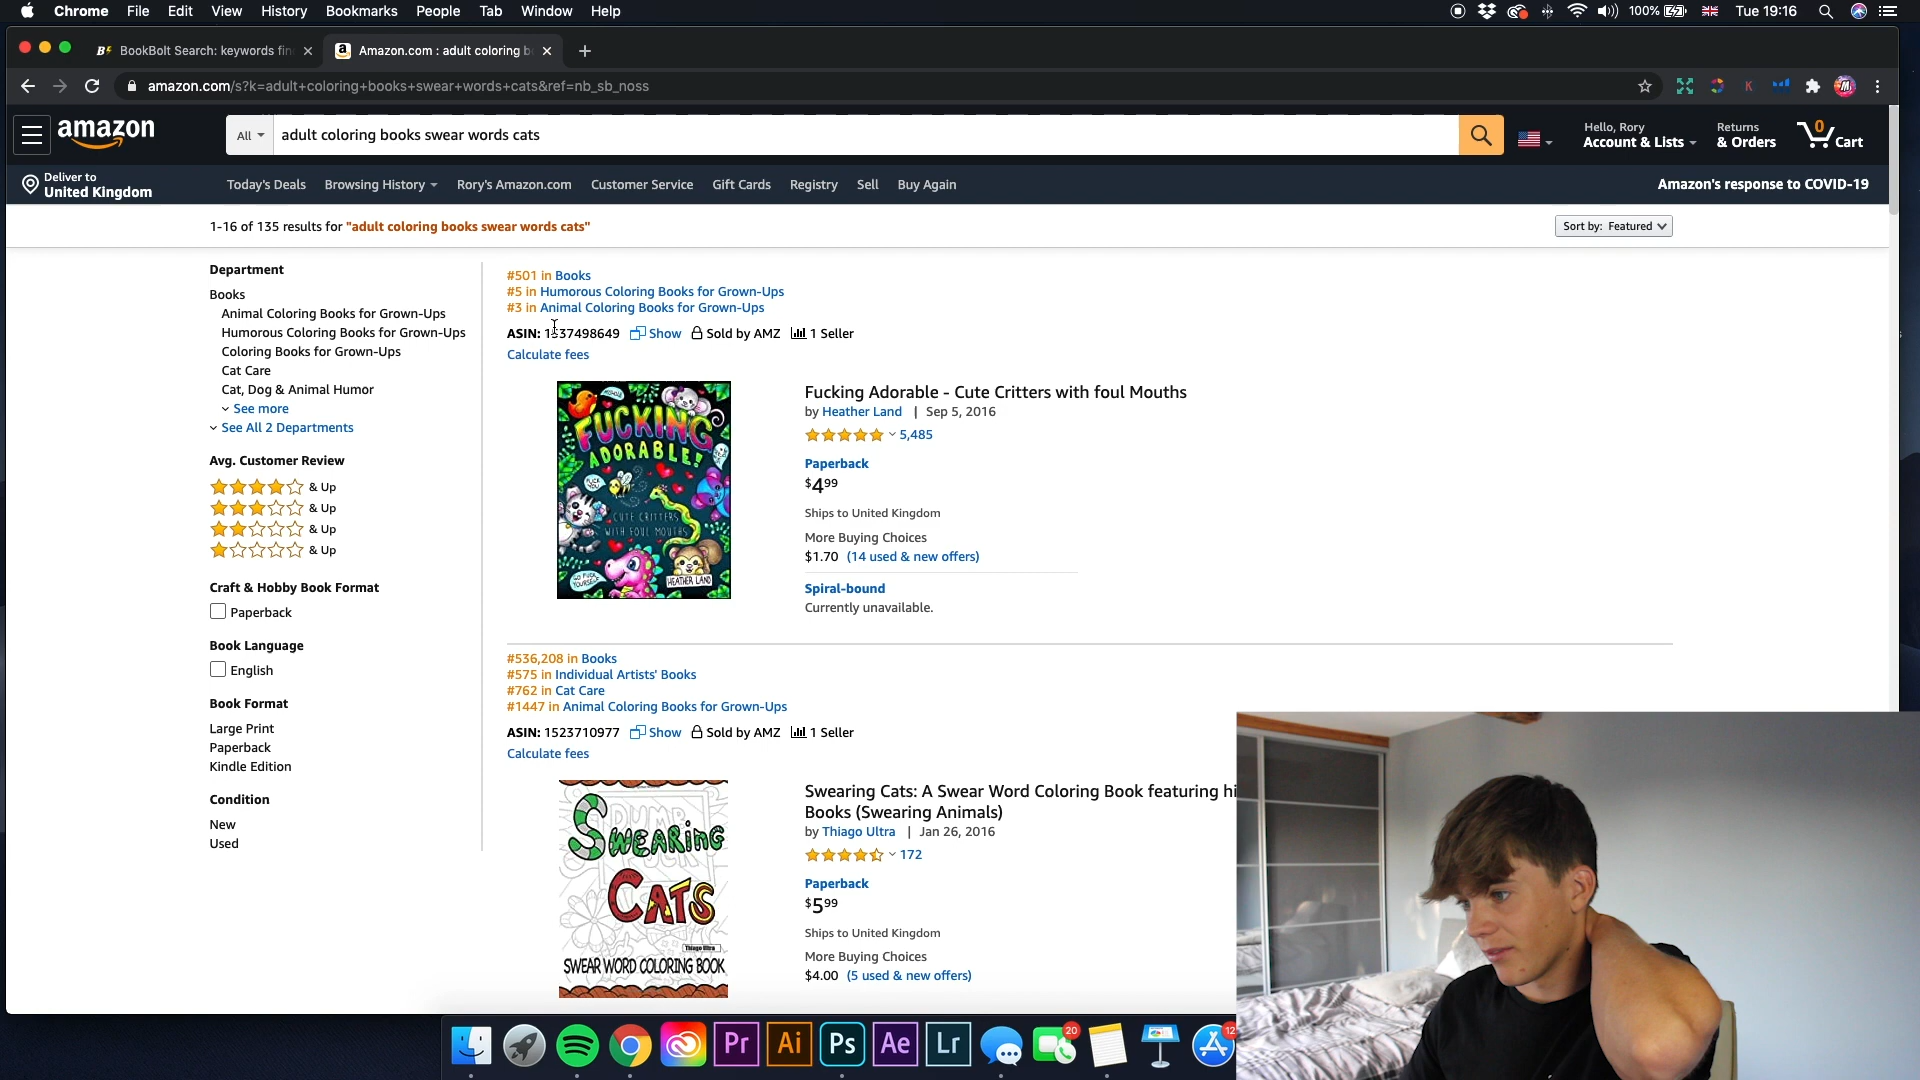 Chrome File Edit View History Bookmarks People Tab Window Help 100% Tue 19:16
BookBolt Search: keywords fin Amazon.com : adult coloring b
amazon.com/s?k=adult+coloring+books+swear+words+cats&ref=nb_sb_noss
amazon All adult coloring books swear words cats Hello, Rory Account & Lists Returns & Orders 0 Cart
Deliver to
United Kingdom Today's Deals Browsing History Rory's Amazon.com Customer Service Gift Cards Registry Sell Buy Again Amazon's response to COVID-19
1-16 of 135 results for "adult coloring books swear words cats" Sort by: Featured
Department
Books
Animal Coloring Books for Grown-Ups
Humorous Coloring Books for Grown-Ups
Coloring Books for Grown-Ups
Cat Care
Cat, Dog & Animal Humor
See more
See All 2 Departments
Avg. Customer Review
& Up
& Up
& Up
& Up
Craft & Hobby Book Format
Paperback
Book Language
English
Book Format
Large Print
Paperback
Kindle Edition
Condition
New
Used
#501 in Books
#5 in Humorous Coloring Books for Grown-Ups
#3 in Animal Coloring Books for Grown-Ups
ASIN: 1537498649 Show Sold by AMZ 1 Seller
Calculate fees
FUCKING
ADORABLE!
FUCK YOU
CUTE CRITTERS
WITH FOUL MOUTHS
GO FUCK YOURSELF
HEATHER LAND
Fucking Adorable - Cute Critters with foul Mouths
by Heather Land | Sep 5, 2016
5,485
Paperback
$4.99
Ships to United Kingdom
More Buying Choices
$1.70 (14 used & new offers)
Spiral-bound
Currently unavailable.
#536,208 in Books
#575 in Individual Artists' Books
#762 in Cat Care
#1447 in Animal Coloring Books for Grown-Ups
ASIN: 1523710977 Show Sold by AMZ 1 Seller
Calculate fees
SWEARING
CATS
Thiago Ultra
SWEAR WORD COLORING BOOK
Swearing Cats: A Swear Word Coloring Book featuring hi
Books (Swearing Animals)
by Thiago Ultra | Jan 26, 2016
172
Paperback
$5.99
Ships to United Kingdom
More Buying Choices
$4.00 (5 used & new offers)
Pr Ai Ps Ae Lr 20 12